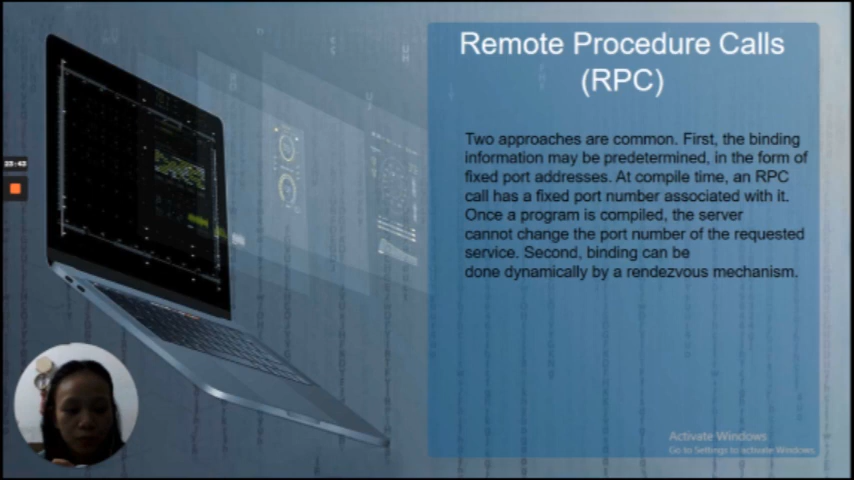 Remote Procedure Calls
(RPC)
Two approaches are common. First, the binding
information may be predetermined, in the form of
fixed port addresses. At compile time, an RPC
call has a fixed port number associated with it.
Once a program is compiled, the server
cannot change the port number of the requested
service. Second, binding can be
done dynamically by a rendezvous mechanism.
Activate Windows
Go to Settings to activate Windows.